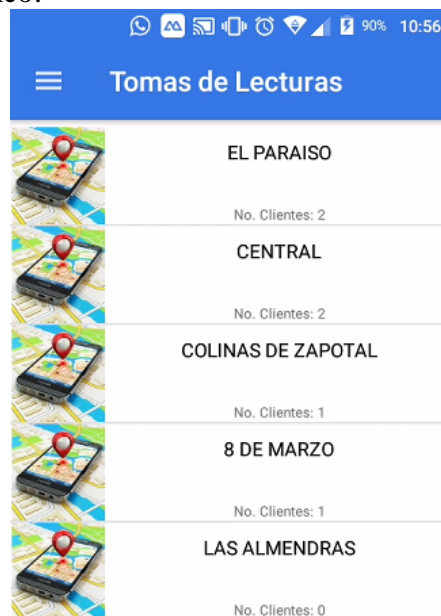 90% 10:56
Tomas de Lecturas
EL PARAISO
No. Clientes: 2
CENTRAL
No. Clientes: 2
COLINAS DE ZAPOTAL
No. Clientes: 1
8 DE MARZO
No. Clientes: 1
LAS ALMENDRAS
No. Clientes: 0